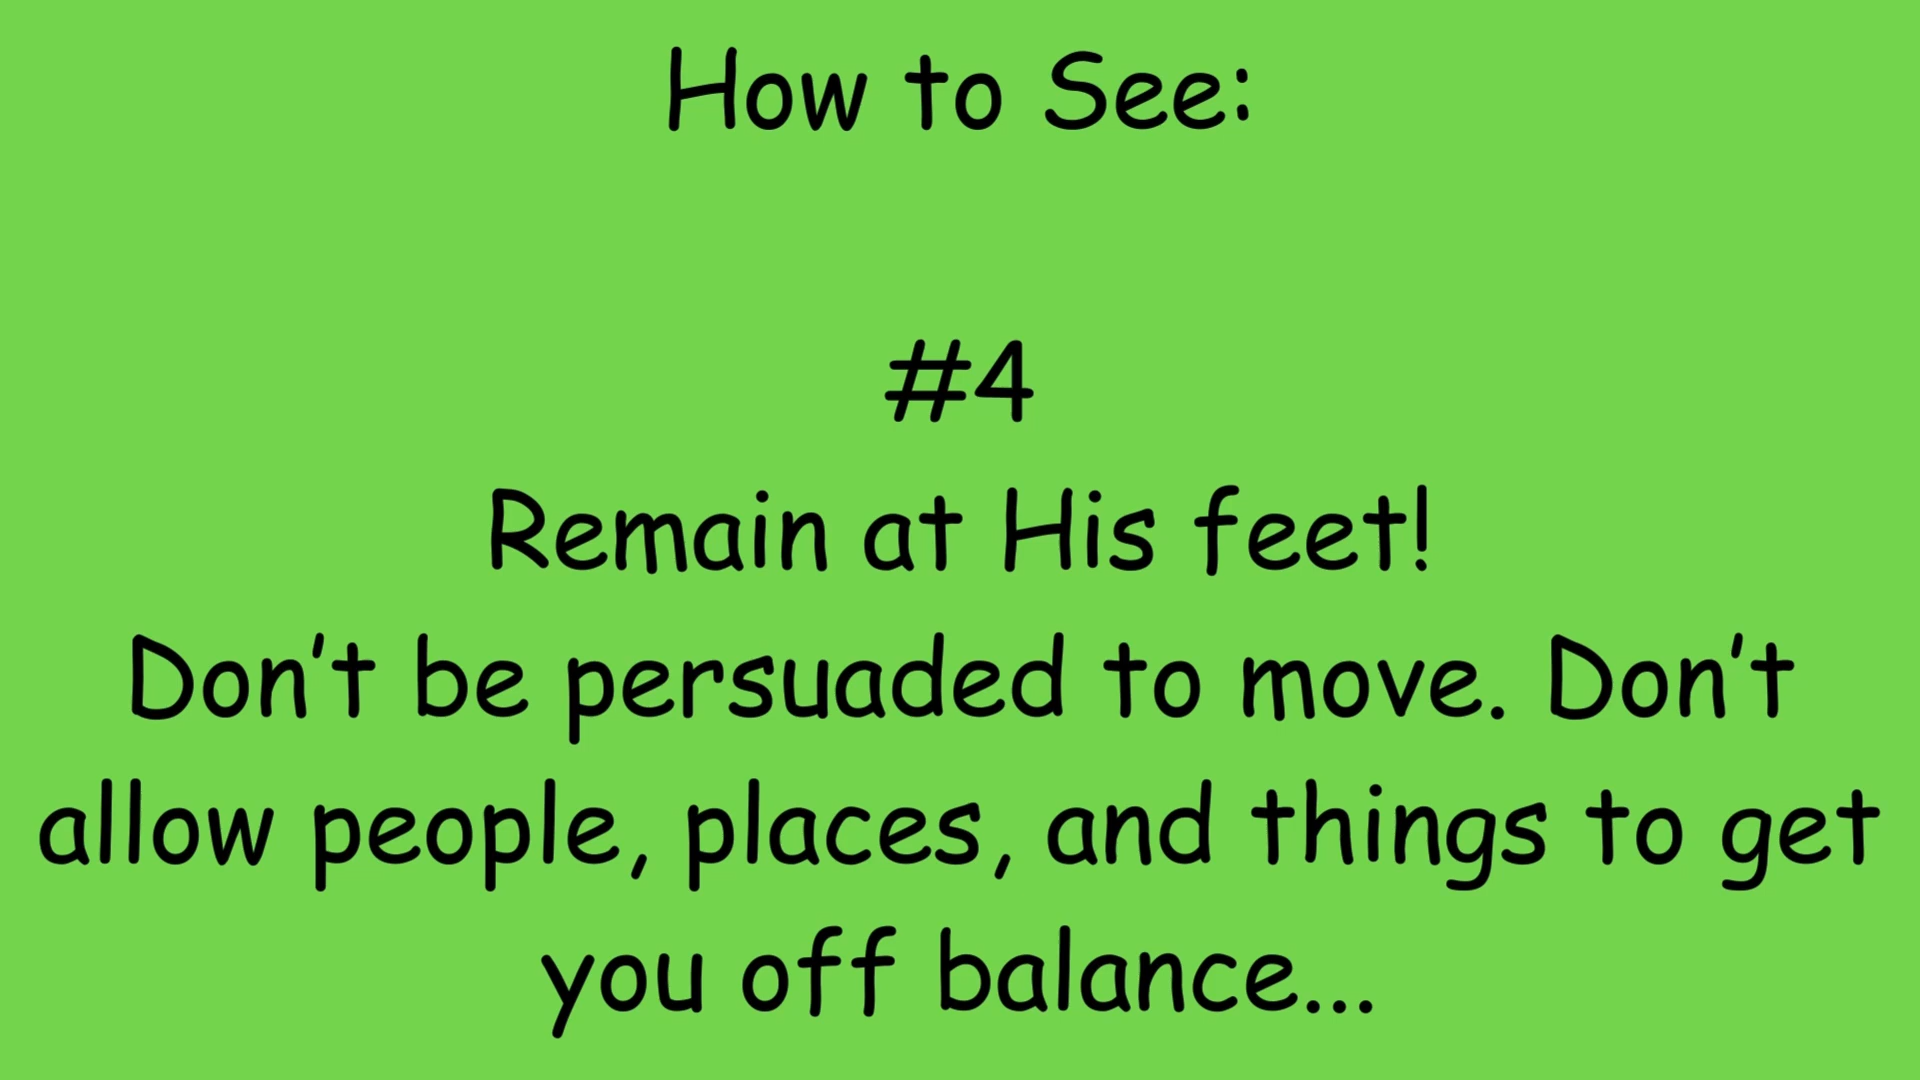 How to See:
#4
Remain at His feet!
Don’t be persuaded to move. Don’t
allow people, places, and things to get
you off balance...